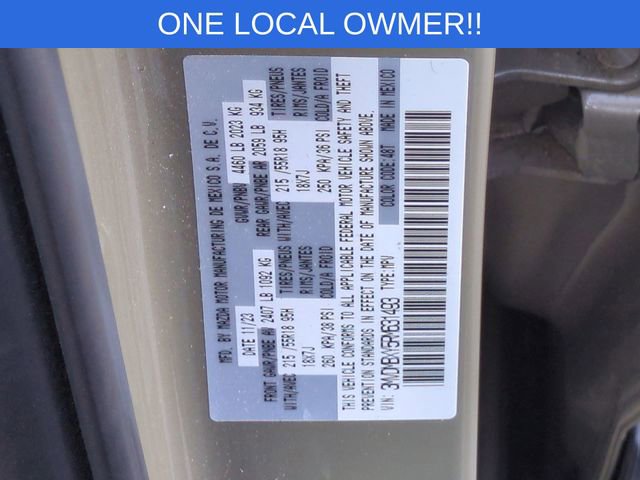 ONE LOCAL OWNER!!
MFD. BY MAZDA MOTOR MANUFACTURING DE MEXICO S.A. DE C.V.
DATE 11/23 GVWR/PNBV 4460 LB 2023 KG
FRONT GAWR/PNBE AV 2407 LB 1092 KG REAR GAWR/PNBE AR 2059 LB 934 KG
WITH/AVEC TIRES/PNEUS RIMS/JANTES COLD/A FROID
215 /55R18 95H 18X7J 260 KPA/38 PSI
WITH/AVEC TIRES/PNEUS RIMS/JANTES COLD/A FROID
215 /55R18 95H 18X7J 250 KPA/36 PSI
THIS VEHICLE CONFORMS TO ALL APPLICABLE FEDERAL MOTOR VEHICLE SAFETY AND THEFT
PREVENTION STANDARDS IN EFFECT ON THE DATE OF MANUFACTURE SHOWN ABOVE.
COLOR CODE:48T MADE IN MEXICO
VIN: TYPE:MPV